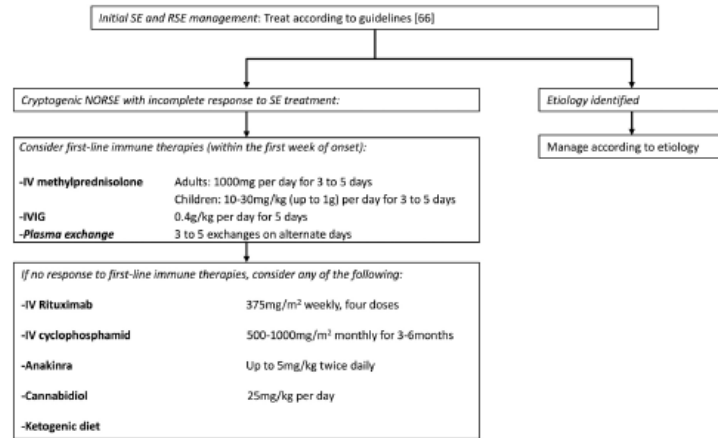 Initial SE and RSE management: Treat according to guidelines [66]
Cryptogenic NORSE with incomplete response to SE treatment:
Etiology identified
Consider first-line immune therapies (within the first week of onset):
-IV methylprednisolone Adults: 1000mg per day for 3 to 5 days
Children: 10-30mg/kg (up to 1g) per day for 3 to 5 days
-IVIG 0.4g/kg per day for 5 days
-Plasma exchange 3 to 5 exchanges on alternate days
Manage according to etiology
If no response to first-line immune therapies, consider any of the following:
-IV Rituximab 375mg/m² weekly, four doses
-IV cyclophosphamid 500-1000mg/m² monthly for 3-6months
-Anakinra Up to 5mg/kg twice daily
-Cannabidiol 25mg/kg per day
-Ketogenic diet